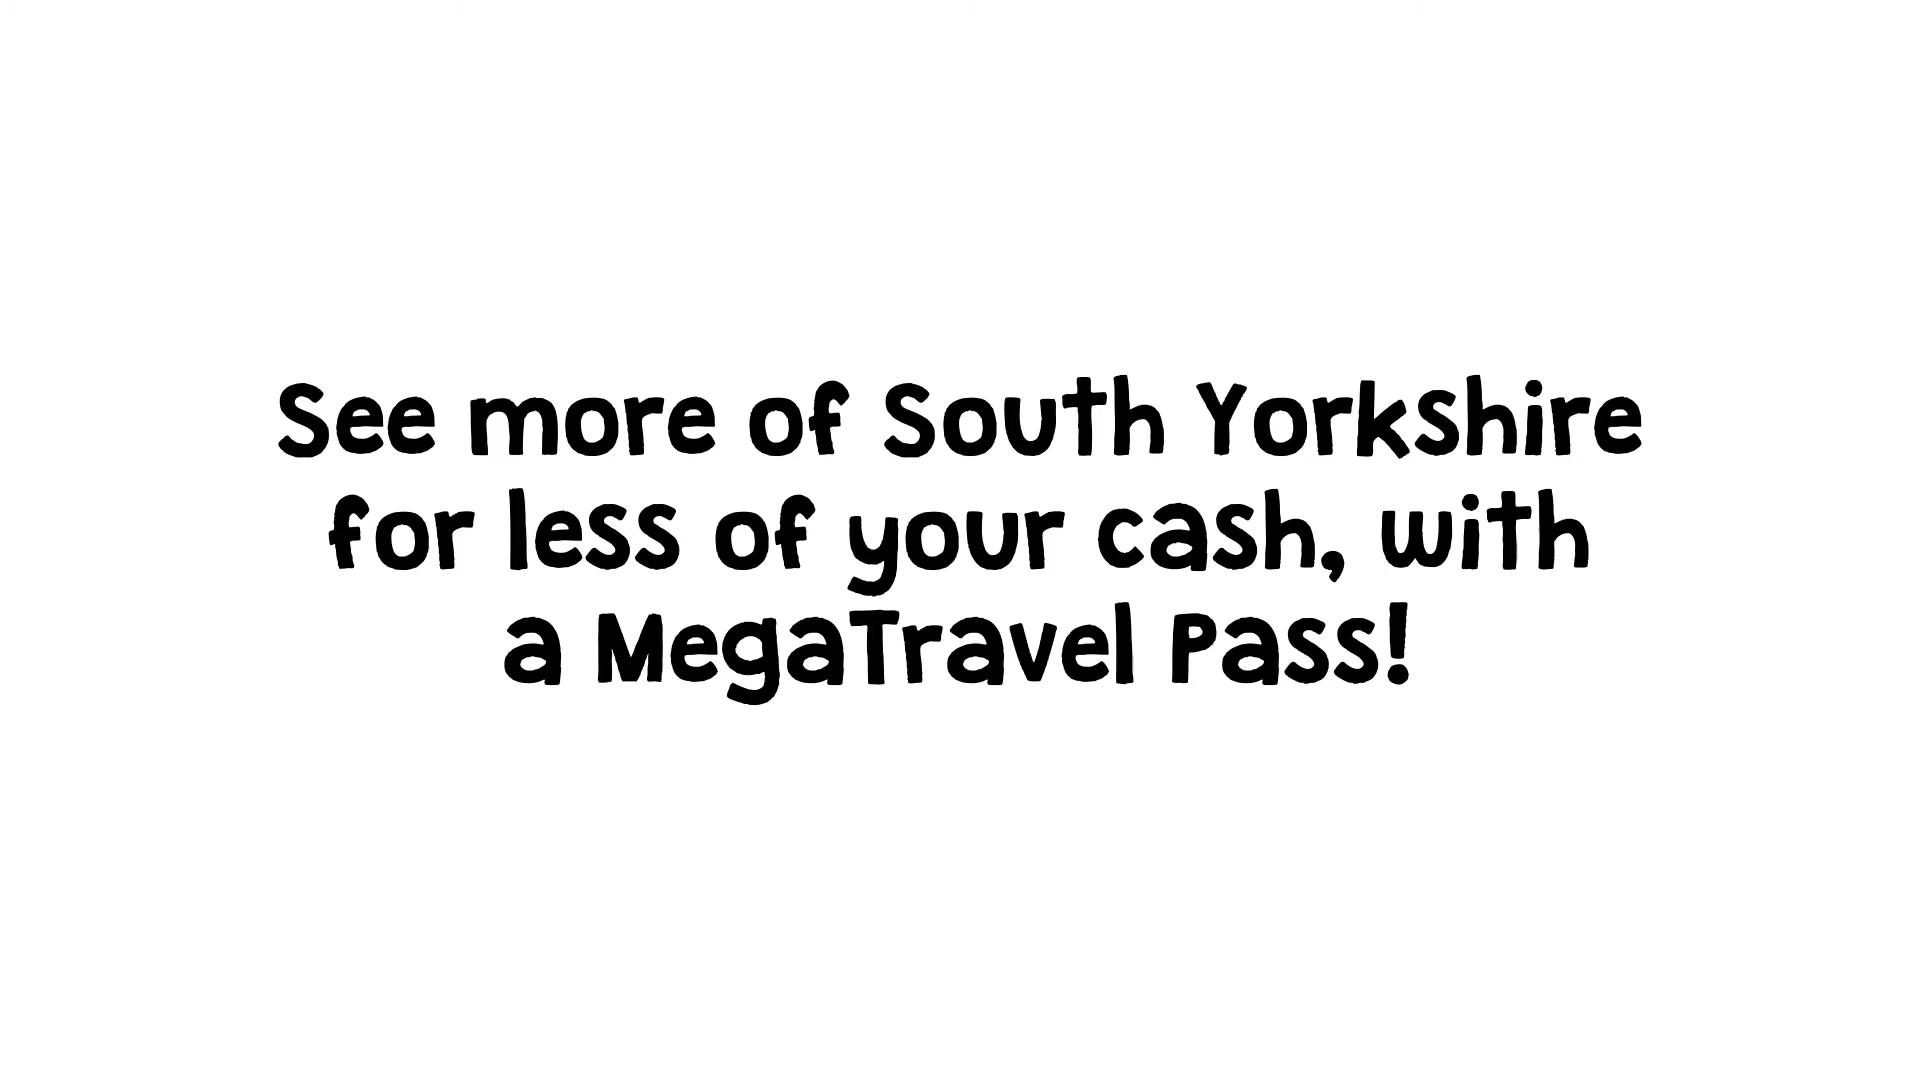 See more of South Yorkshire
for less of your cash, with
a MegaTravel Pass!